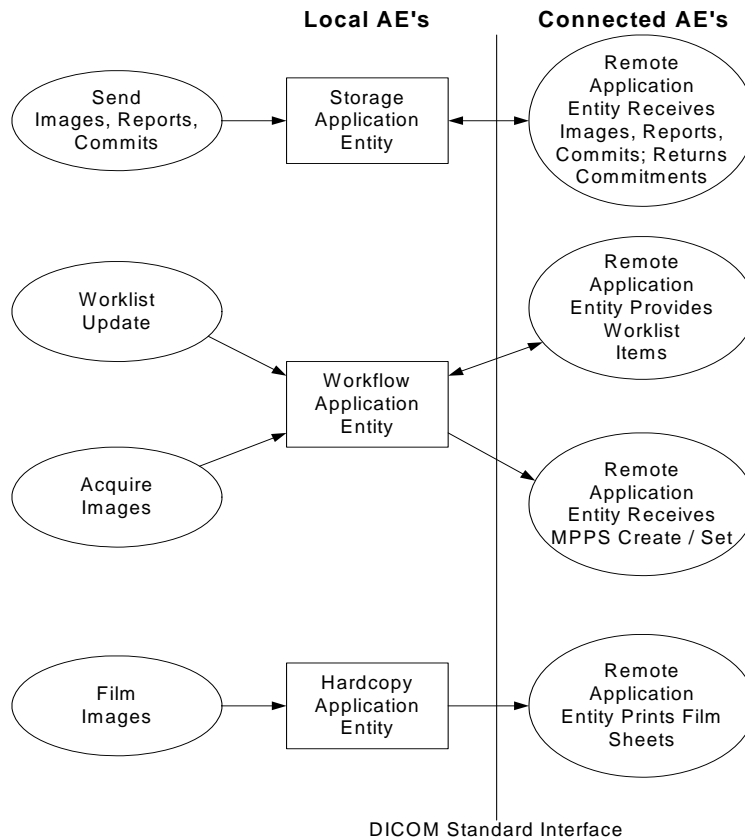 Local AE's
Connected AE's
Send
Images, Reports,
Commits
Storage
Application
Entity
Remote
Application
Entity Receives
Images, Reports,
Commits; Returns
Commitments
Worklist
Update
Remote
Application
Entity Provides
Worklist
Items
Workflow
Application
Entity
Acquire
Images
Remote
Application
Entity Receives
MPPS Create / Set
Film
Images
Hardcopy
Application
Entity
Remote
Application
Entity Prints Film
Sheets
DICOM Standard Interface